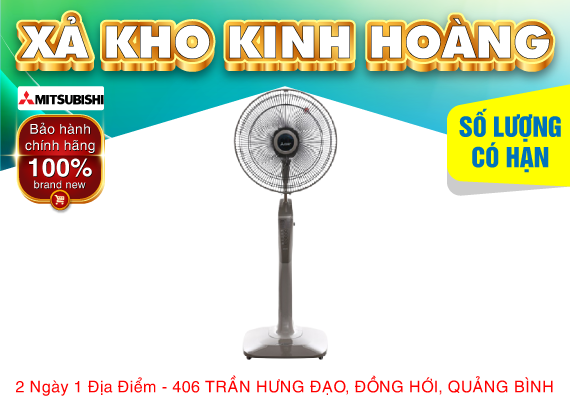 XẢ KHO KINH HOÀNG
MITSUBISHI
Bảo hành
chính hãng
100%
brand new
SỐ LƯỢNG
CÓ HẠN
2 Ngày 1 Địa Điểm - 406 TRẦN HƯNG ĐẠO, ĐỒNG HỚI, QUẢNG BÌNH